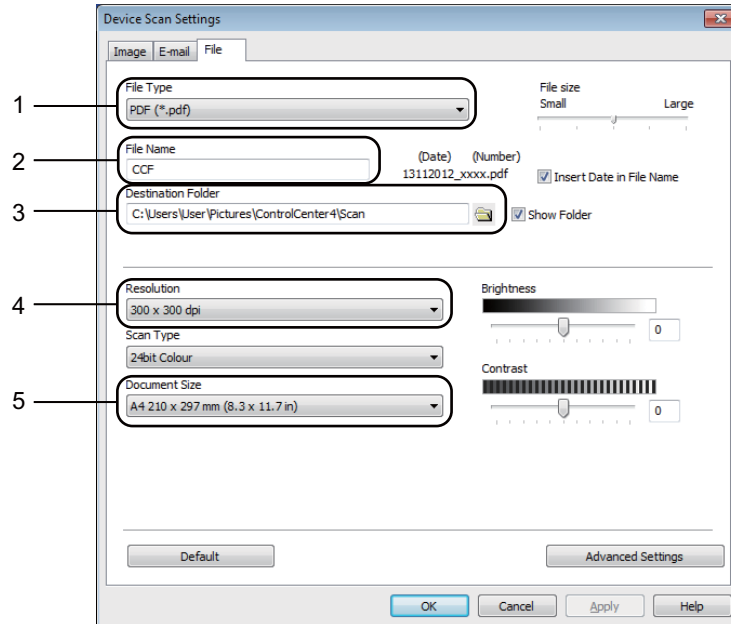 Device Scan Settings
Image E-mail File
File Type
PDF (*.pdf)
File size
Small Large
1
File Name
CCF
(Date) (Number)
13112012_xxxx.pdf
Insert Date in File Name
2
Destination Folder
C:\Users\User\Pictures\ControlCenter4\Scan
Show Folder
3
Resolution
300 x 300 dpi
4
Brightness
0
Scan Type
24bit Colour
Contrast
0
Document Size
A4 210 x 297 mm (8.3 x 11.7 in)
5
Default Advanced Settings
OK Cancel Apply Help